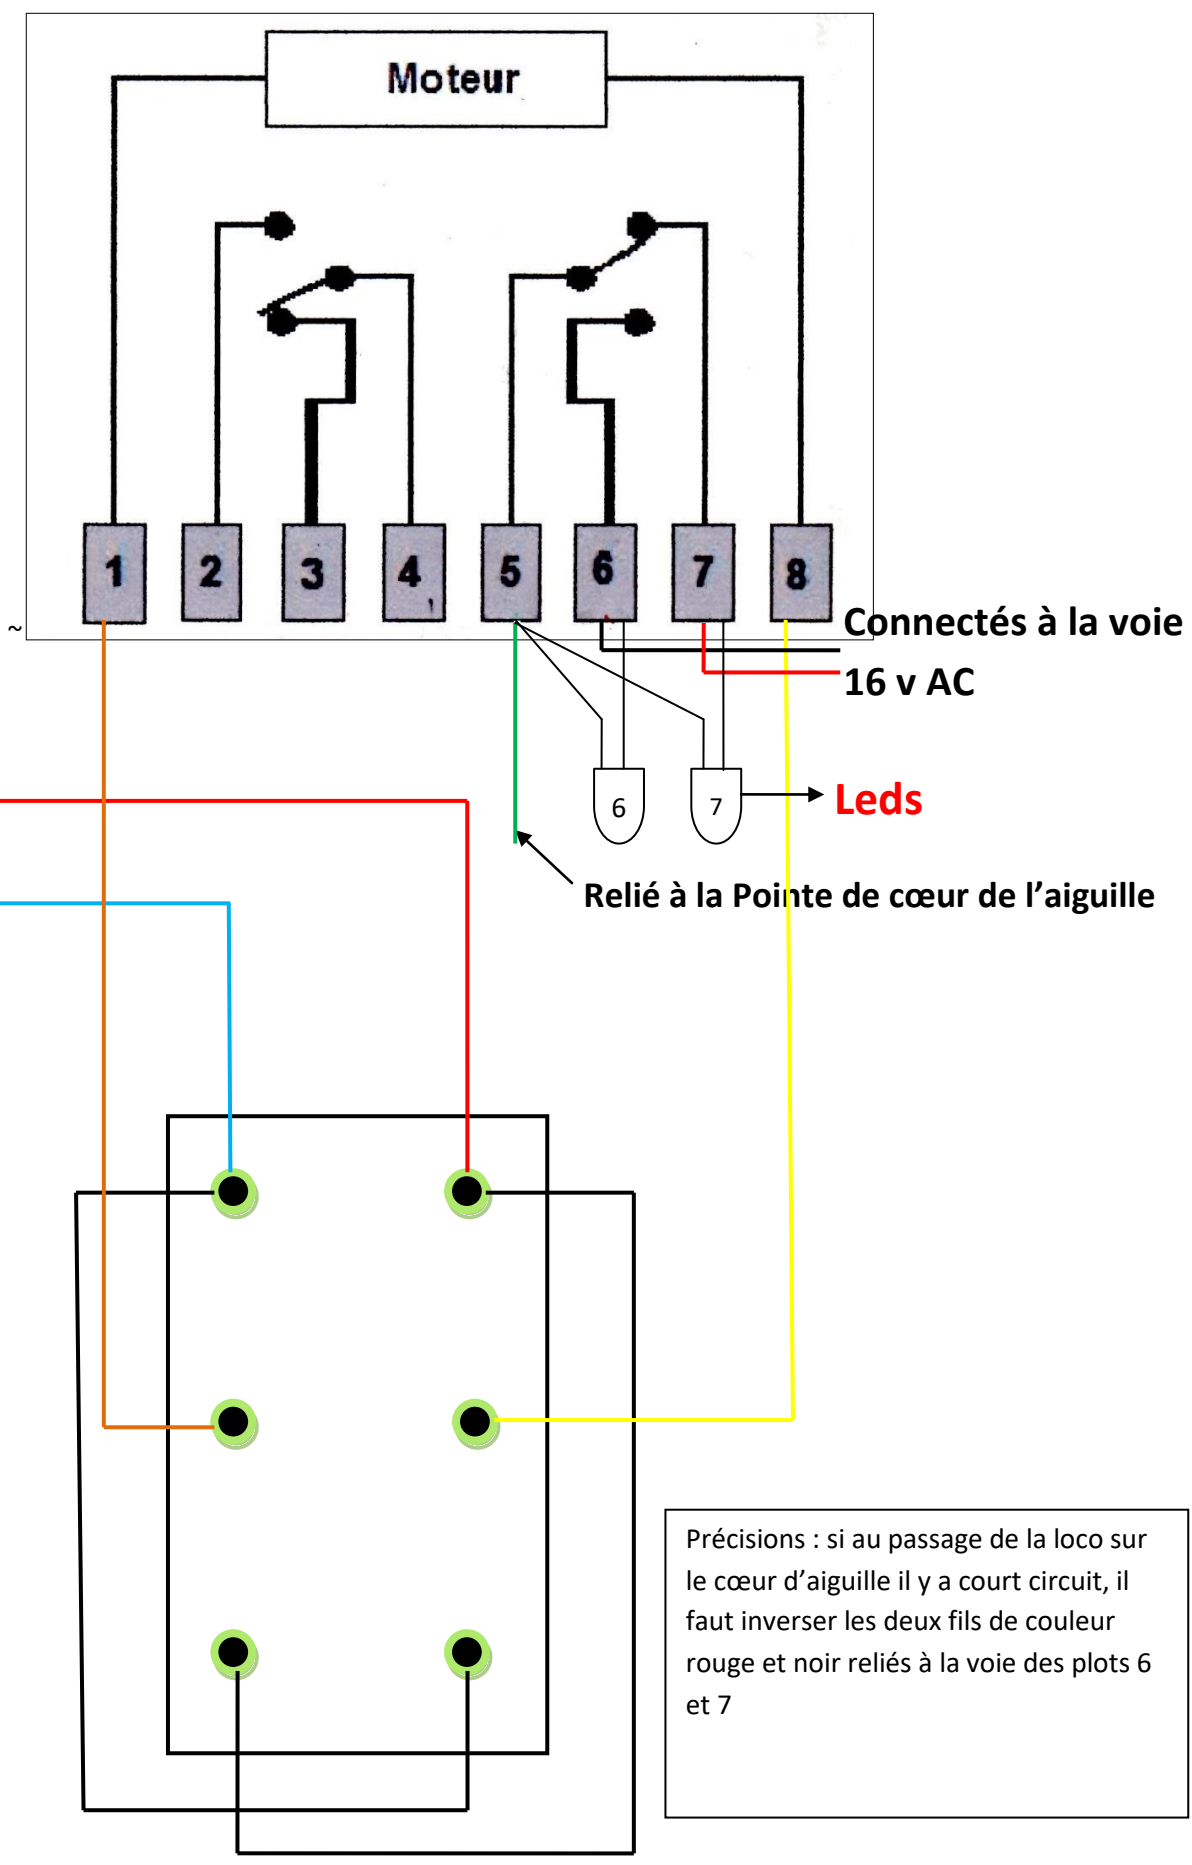 Moteur
1 2 3 4 5 6 7 8
~
Connectés à la voie
16 v AC
6 7
Leds
Relié à la Pointe de cœur de l’aiguille
Précisions : si au passage de la loco sur
le cœur d’aiguille il y a court circuit, il
faut inverser les deux fils de couleur
rouge et noir reliés à la voie des plots 6
et 7